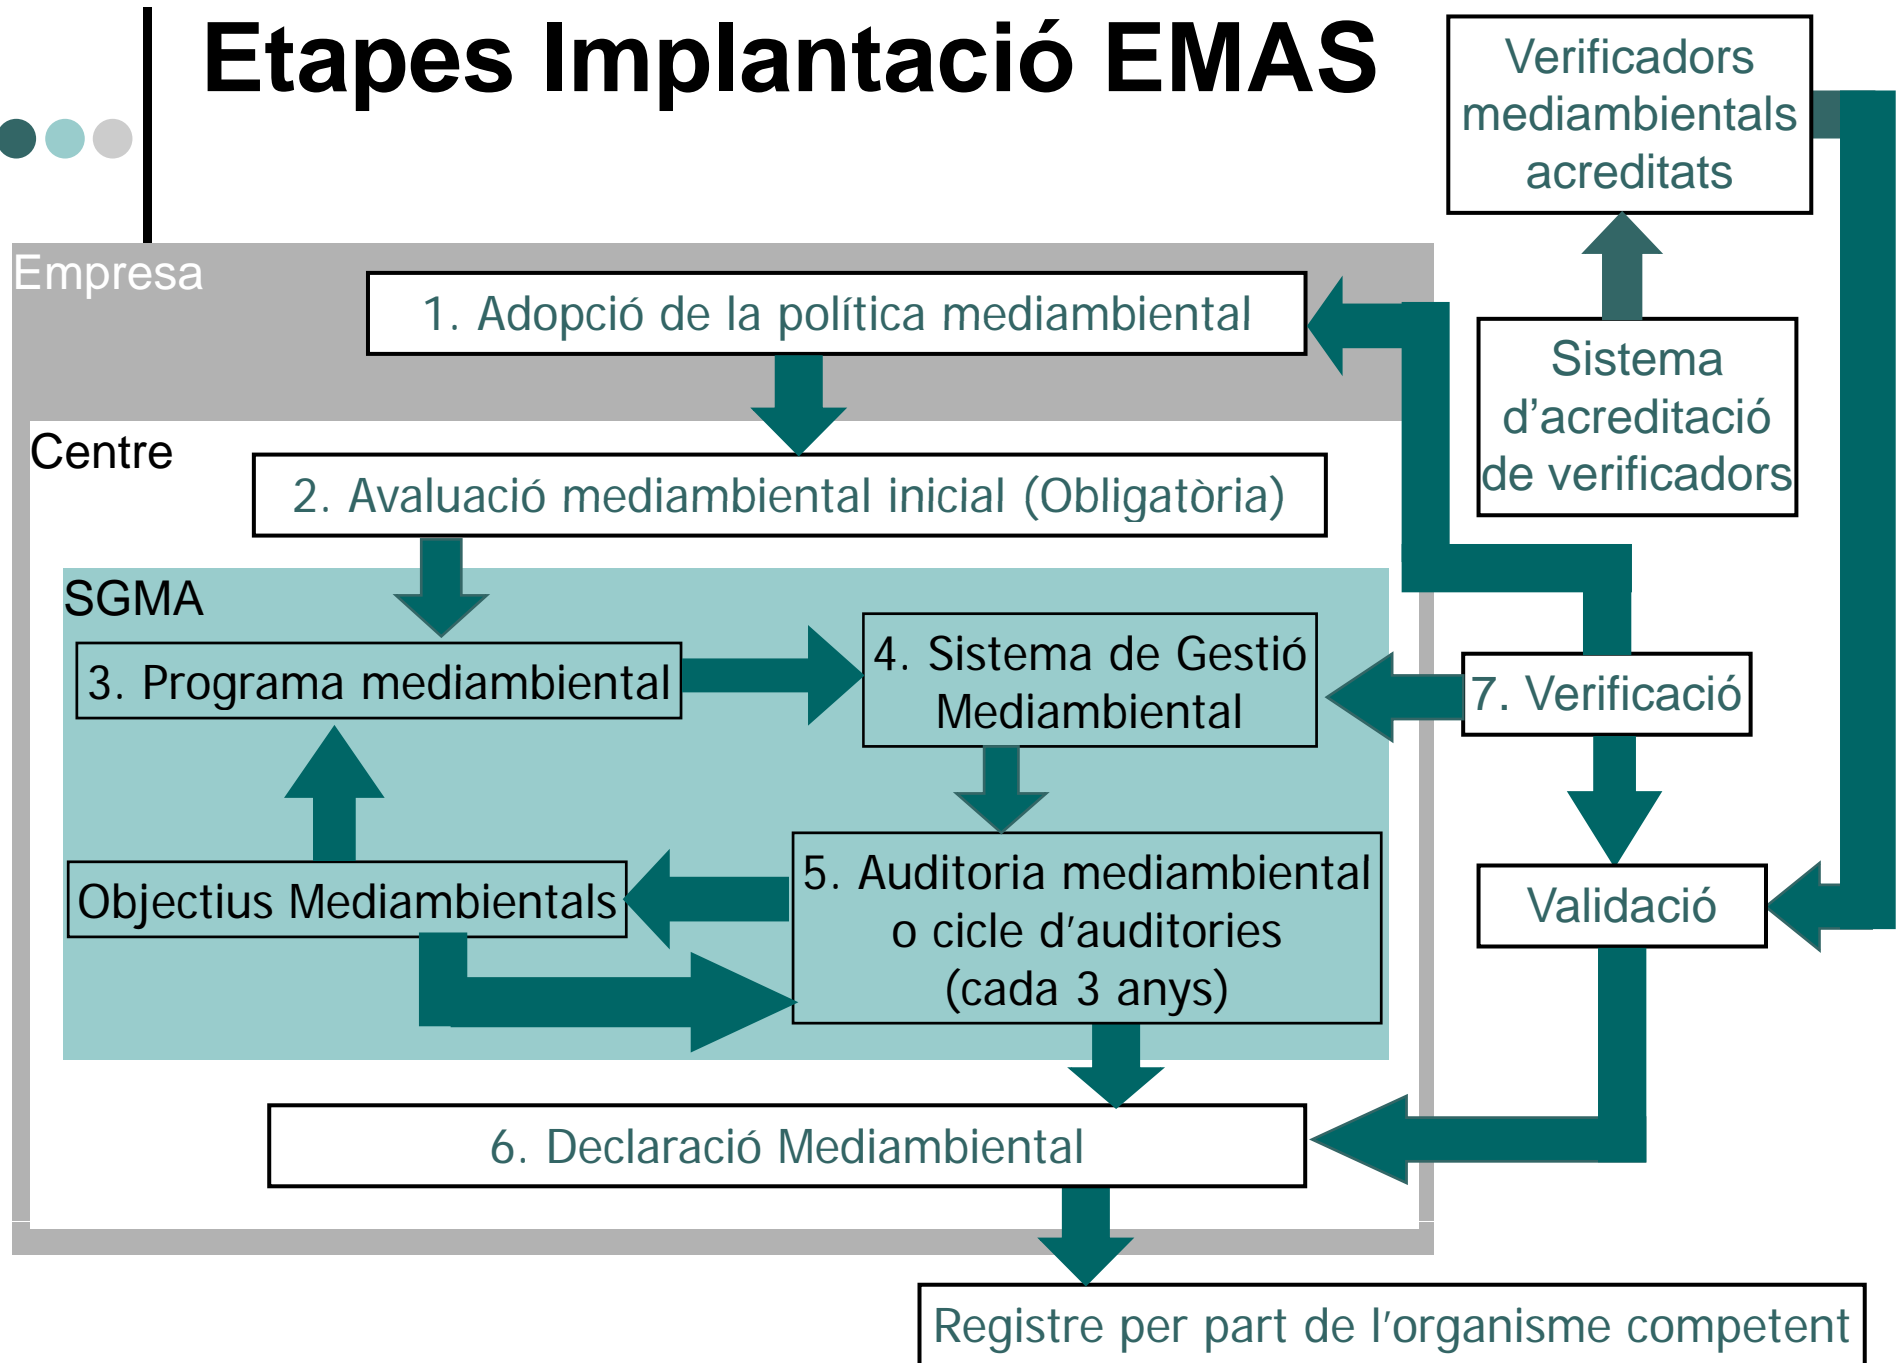 Etapes Implantació EMAS
Verificadors
mediambientals
acreditats
Empresa
1. Adopció de la política mediambiental
Sistema
d’acreditació
de verificadors
Centre
2. Avaluació mediambiental inicial (Obligatòria)
SGMA
3. Programa mediambiental
4. Sistema de Gestió
Mediambiental
7. Verificació
Objectius Mediambientals
5. Auditoria mediambiental
o cicle d’auditories
(cada 3 anys)
Validació
6. Declaració Mediambiental
Registre per part de l’organisme competent